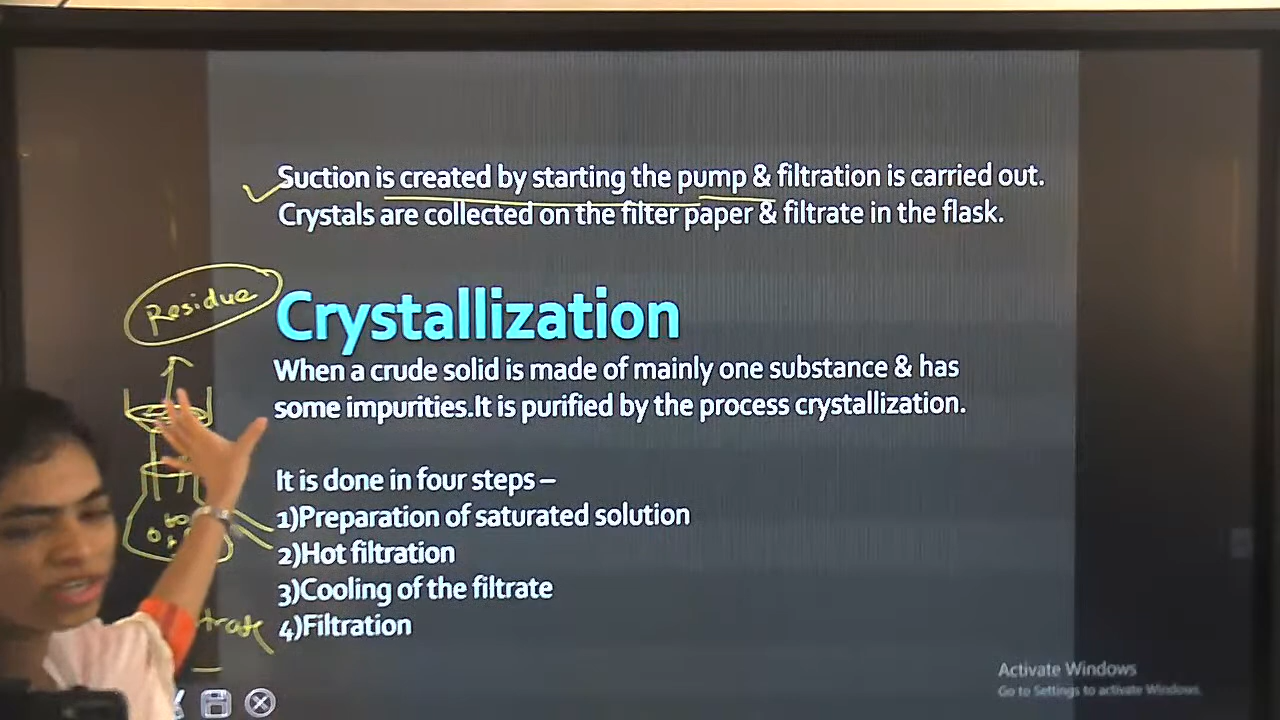 Suction is created by starting the pump & filtration is carried out.
Crystals are collected on the filter paper & filtrate in the flask.
Residue
Crystallization
When a crude solid is made of mainly one substance & has
some impurities.It is purified by the process crystallization.
It is done in four steps –
1)Preparation of saturated solution
2)Hot filtration
3)Cooling of the filtrate
4)Filtration
Activate Windows
Go to Settings to activate Windows.